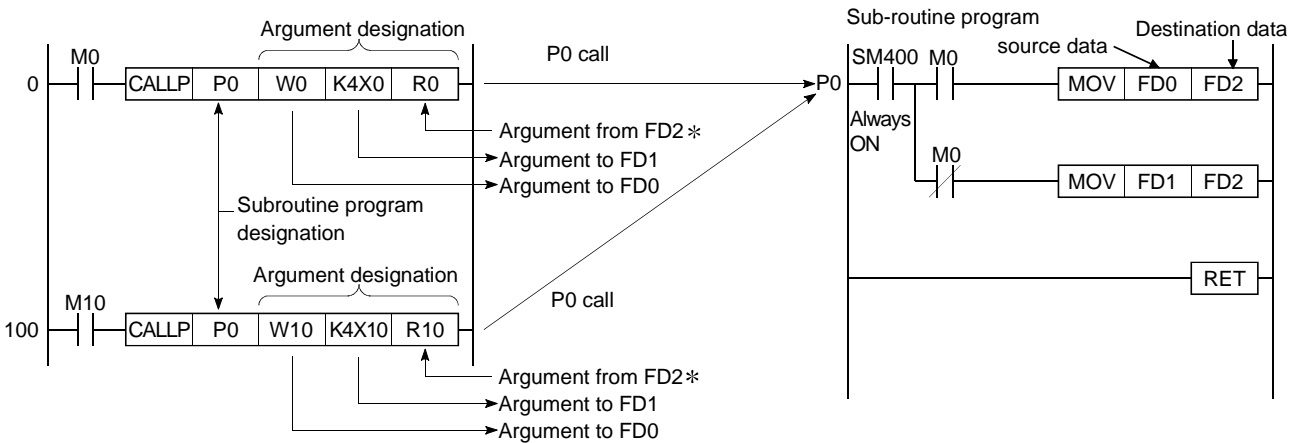 Argument designation
M0
0 CALLP P0 W0 K4X0 R0
P0 call
Argument from FD2*
Argument to FD1
Argument to FD0
Subroutine program
designation
Argument designation
M10
100 CALLP P0 W10 K4X10 R10
P0 call
Argument from FD2*
Argument to FD1
Argument to FD0
Sub-routine program
source data
Destination data
P0 SM400 M0 MOV FD0 FD2
Always
ON
M0
MOV FD1 FD2
RET